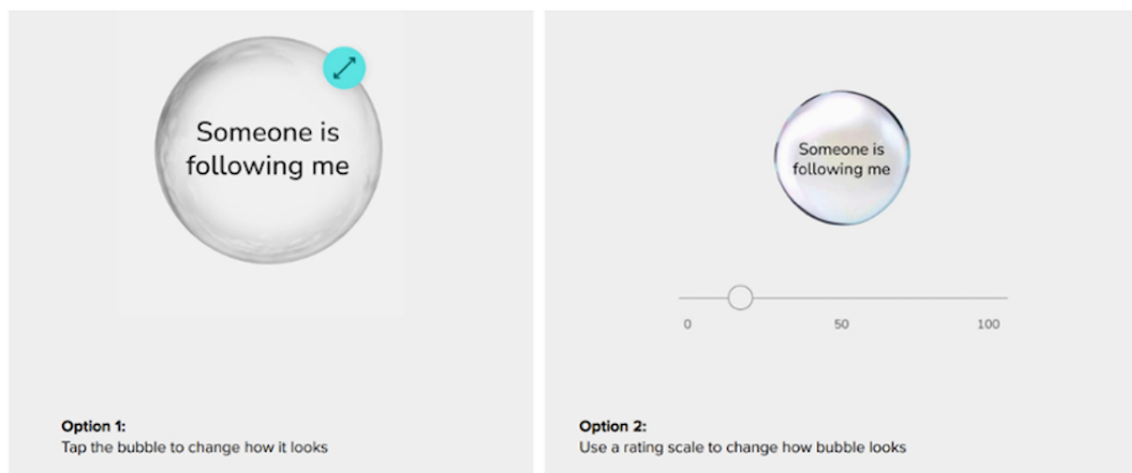 Someone is
following me
Option 1:
Tap the bubble to change how it looks
Someone is
following me
0 50 100
Option 2:
Use a rating scale to change how bubble looks